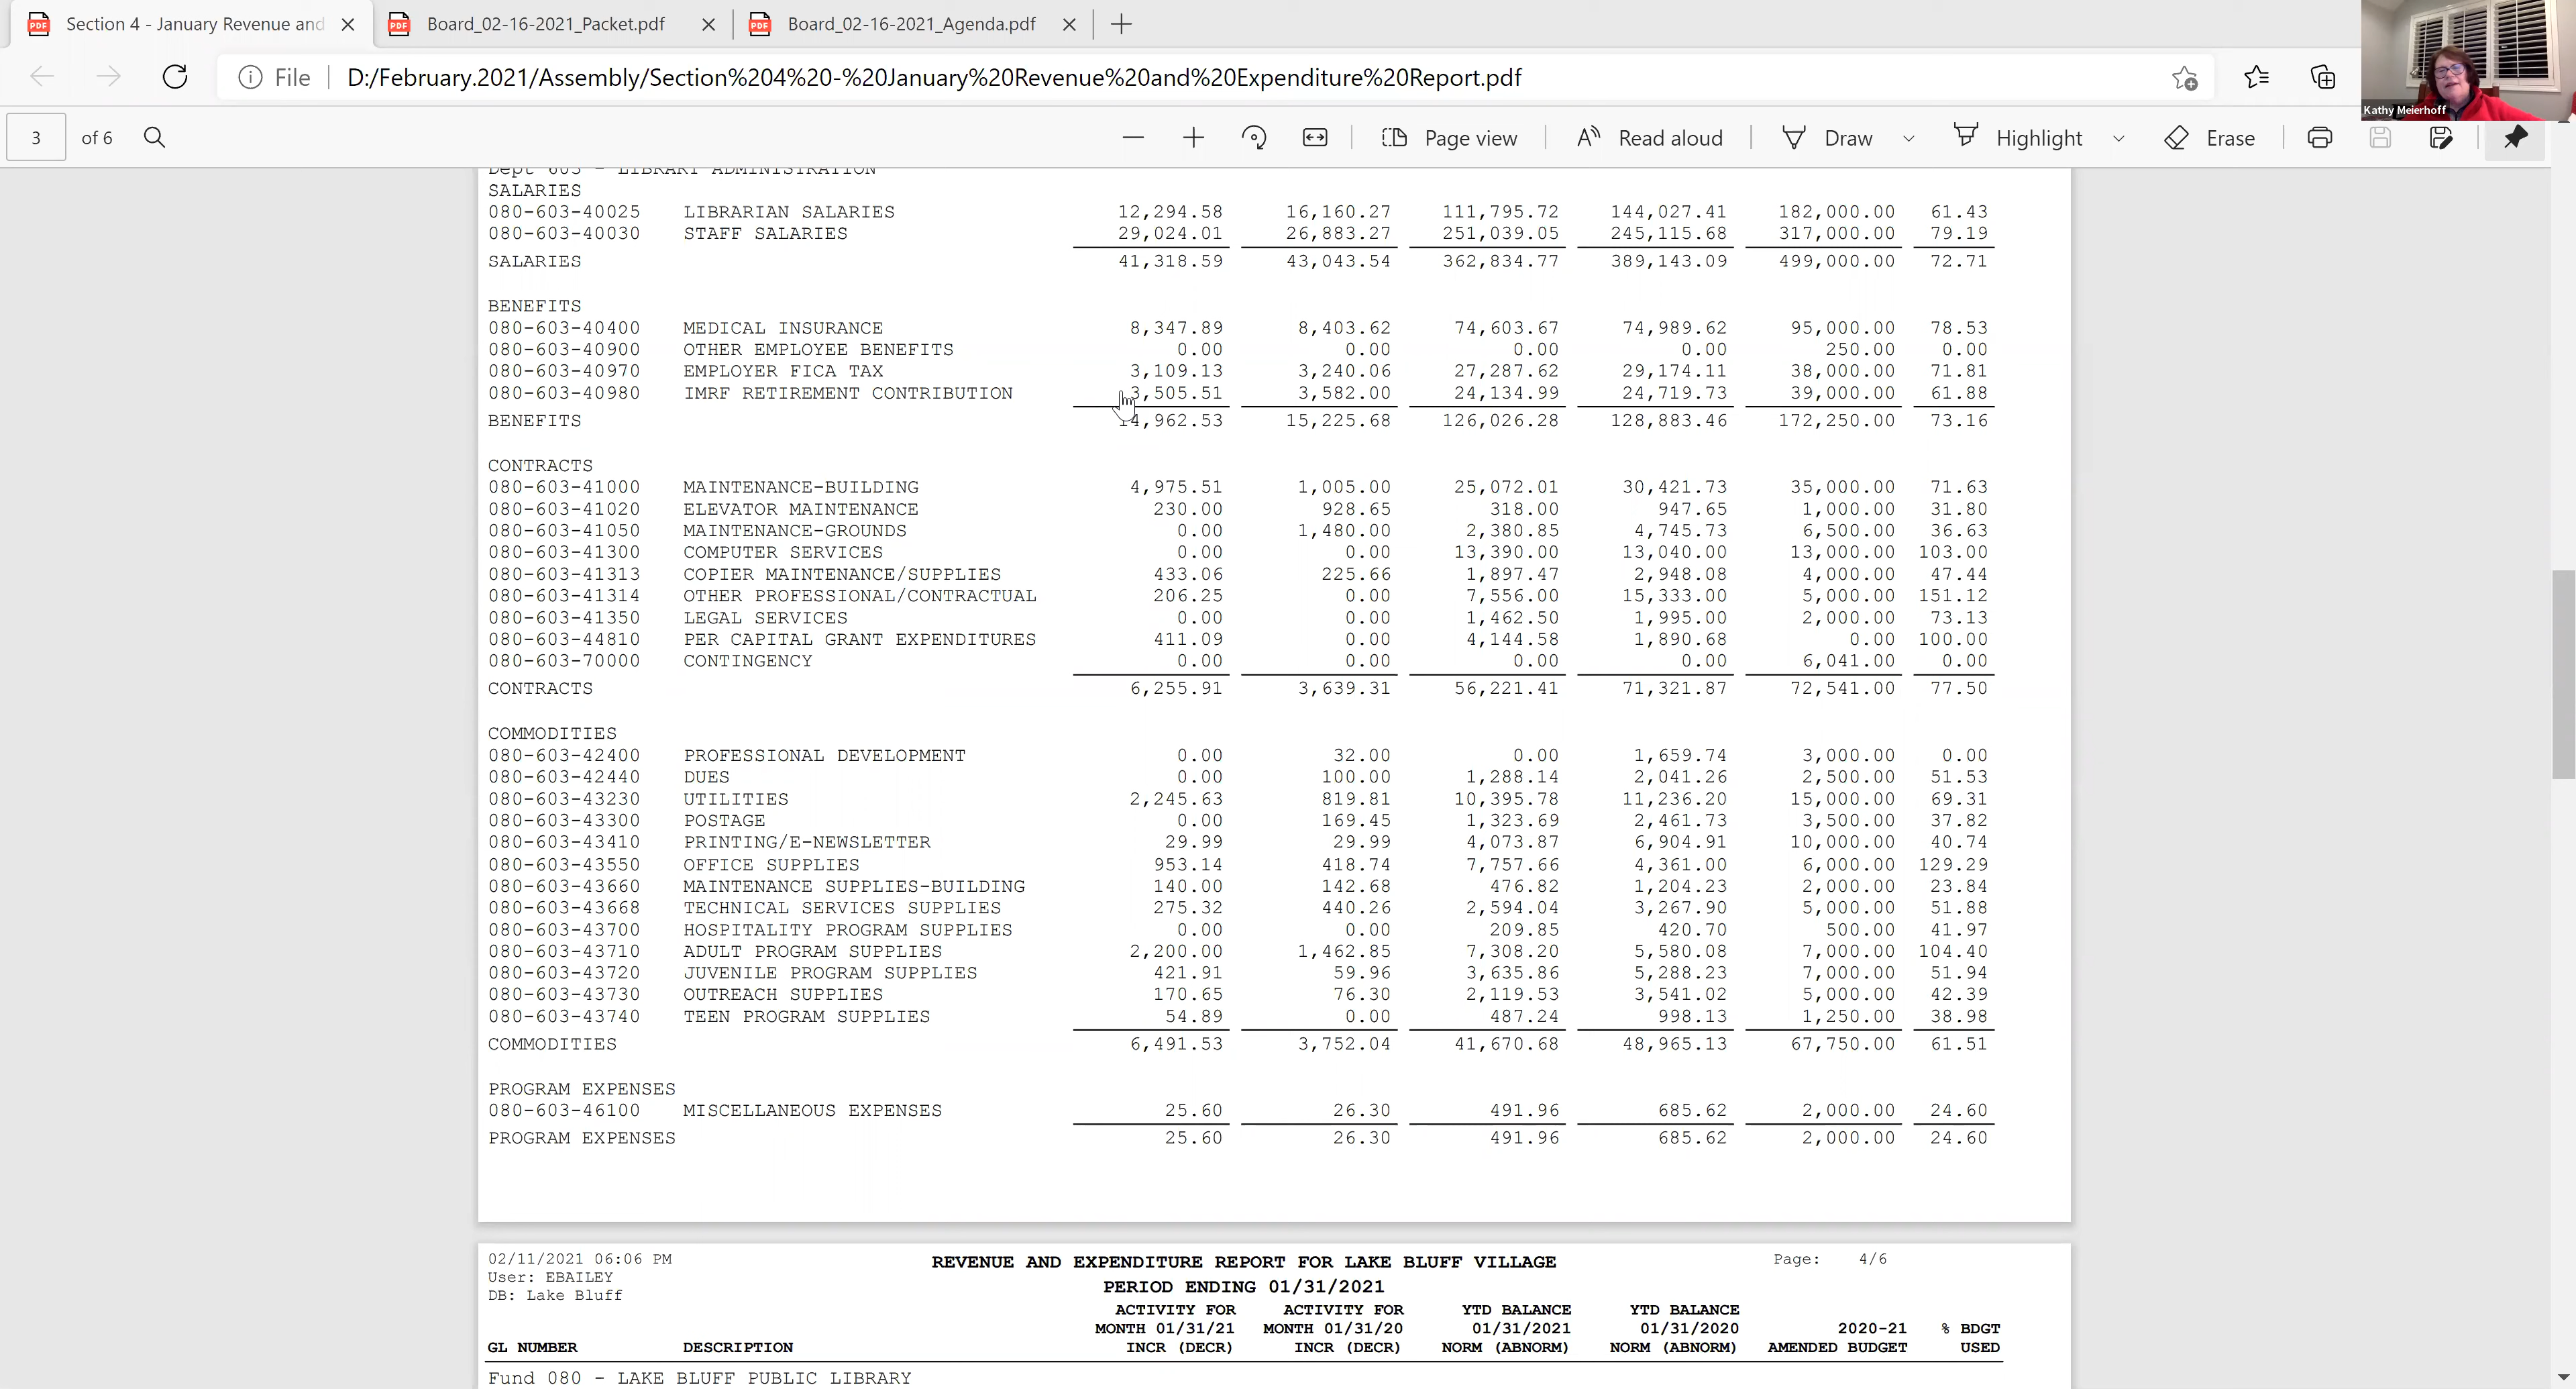 Section 4 - January Revenue and
Board_02-16-2021_Packet.pdf
Board_02-16-2021_Agenda.pdf
File
D:/February.2021/Assembly/Section%204%20-%20January%20Revenue%20and%20Expenditure%20Report.pdf
Kathy Meierhoff
3 of 6
Page view
Read aloud
Draw
Highlight
Erase
Dept 603 - LIBRARY ADMINISTRATION
SALARIES
080-603-40025 LIBRARIAN SALARIES 12,294.58 16,160.27 111,795.72 144,027.41 182,000.00 61.43
080-603-40030 STAFF SALARIES 29,024.01 26,883.27 251,039.05 245,115.68 317,000.00 79.19
SALARIES 41,318.59 43,043.54 362,834.77 389,143.09 499,000.00 72.71
BENEFITS
080-603-40400 MEDICAL INSURANCE 8,347.89 8,403.62 74,603.67 74,989.62 95,000.00 78.53
080-603-40900 OTHER EMPLOYEE BENEFITS 0.00 0.00 0.00 0.00 250.00 0.00
080-603-40970 EMPLOYER FICA TAX 3,109.13 3,240.06 27,287.62 29,174.11 38,000.00 71.81
080-603-40980 IMRF RETIREMENT CONTRIBUTION 3,505.51 3,582.00 24,134.99 24,719.73 39,000.00 61.88
BENEFITS 14,962.53 15,225.68 126,026.28 128,883.46 172,250.00 73.16
CONTRACTS
080-603-41000 MAINTENANCE-BUILDING 4,975.51 1,005.00 25,072.01 30,421.73 35,000.00 71.63
080-603-41020 ELEVATOR MAINTENANCE 230.00 928.65 318.00 947.65 1,000.00 31.80
080-603-41050 MAINTENANCE-GROUNDS 0.00 1,480.00 2,380.85 4,745.73 6,500.00 36.63
080-603-41300 COMPUTER SERVICES 0.00 0.00 13,390.00 13,040.00 13,000.00 103.00
080-603-41313 COPIER MAINTENANCE/SUPPLIES 433.06 225.66 1,897.47 2,948.08 4,000.00 47.44
080-603-41314 OTHER PROFESSIONAL/CONTRACTUAL 206.25 0.00 7,556.00 15,333.00 5,000.00 151.12
080-603-41350 LEGAL SERVICES 0.00 0.00 1,462.50 1,995.00 2,000.00 73.13
080-603-44810 PER CAPITAL GRANT EXPENDITURES 411.09 0.00 4,144.58 1,890.68 0.00 100.00
080-603-70000 CONTINGENCY 0.00 0.00 0.00 0.00 6,041.00 0.00
CONTRACTS 6,255.91 3,639.31 56,221.41 71,321.87 72,541.00 77.50
COMMODITIES
080-603-42400 PROFESSIONAL DEVELOPMENT 0.00 32.00 0.00 1,659.74 3,000.00 0.00
080-603-42440 DUES 0.00 100.00 1,288.14 2,041.26 2,500.00 51.53
080-603-43230 UTILITIES 2,245.63 819.81 10,395.78 11,236.20 15,000.00 69.31
080-603-43300 POSTAGE 0.00 169.45 1,323.69 2,461.73 3,500.00 37.82
080-603-43410 PRINTING/E-NEWSLETTER 29.99 29.99 4,073.87 6,904.91 10,000.00 40.74
080-603-43550 OFFICE SUPPLIES 953.14 418.74 7,757.66 4,361.00 6,000.00 129.29
080-603-43660 MAINTENANCE SUPPLIES-BUILDING 140.00 142.68 476.82 1,204.23 2,000.00 23.84
080-603-43668 TECHNICAL SERVICES SUPPLIES 275.32 440.26 2,594.04 3,267.90 5,000.00 51.88
080-603-43700 HOSPITALITY PROGRAM SUPPLIES 0.00 0.00 209.85 420.70 500.00 41.97
080-603-43710 ADULT PROGRAM SUPPLIES 2,200.00 1,462.85 7,308.20 5,580.08 7,000.00 104.40
080-603-43720 JUVENILE PROGRAM SUPPLIES 421.91 59.96 3,635.86 5,288.23 7,000.00 51.94
080-603-43730 OUTREACH SUPPLIES 170.65 76.30 2,119.53 3,541.02 5,000.00 42.39
080-603-43740 TEEN PROGRAM SUPPLIES 54.89 0.00 487.24 998.13 1,250.00 38.98
COMMODITIES 6,491.53 3,752.04 41,670.68 48,965.13 67,750.00 61.51
PROGRAM EXPENSES
080-603-46100 MISCELLANEOUS EXPENSES 25.60 26.30 491.96 685.62 2,000.00 24.60
PROGRAM EXPENSES 25.60 26.30 491.96 685.62 2,000.00 24.60
02/11/2021 06:06 PM REVENUE AND EXPENDITURE REPORT FOR LAKE BLUFF VILLAGE Page: 4/6
User: EBAILEY
DB: Lake Bluff PERIOD ENDING 01/31/2021
ACTIVITY FOR ACTIVITY FOR YTD BALANCE YTD BALANCE
MONTH 01/31/21 MONTH 01/31/20 01/31/2021 01/31/2020 2020-21 % BDGT
GL NUMBER DESCRIPTION INCR (DECR) INCR (DECR) NORM (ABNORM) NORM (ABNORM) AMENDED BUDGET USED
Fund 080 - LAKE BLUFF PUBLIC LIBRARY